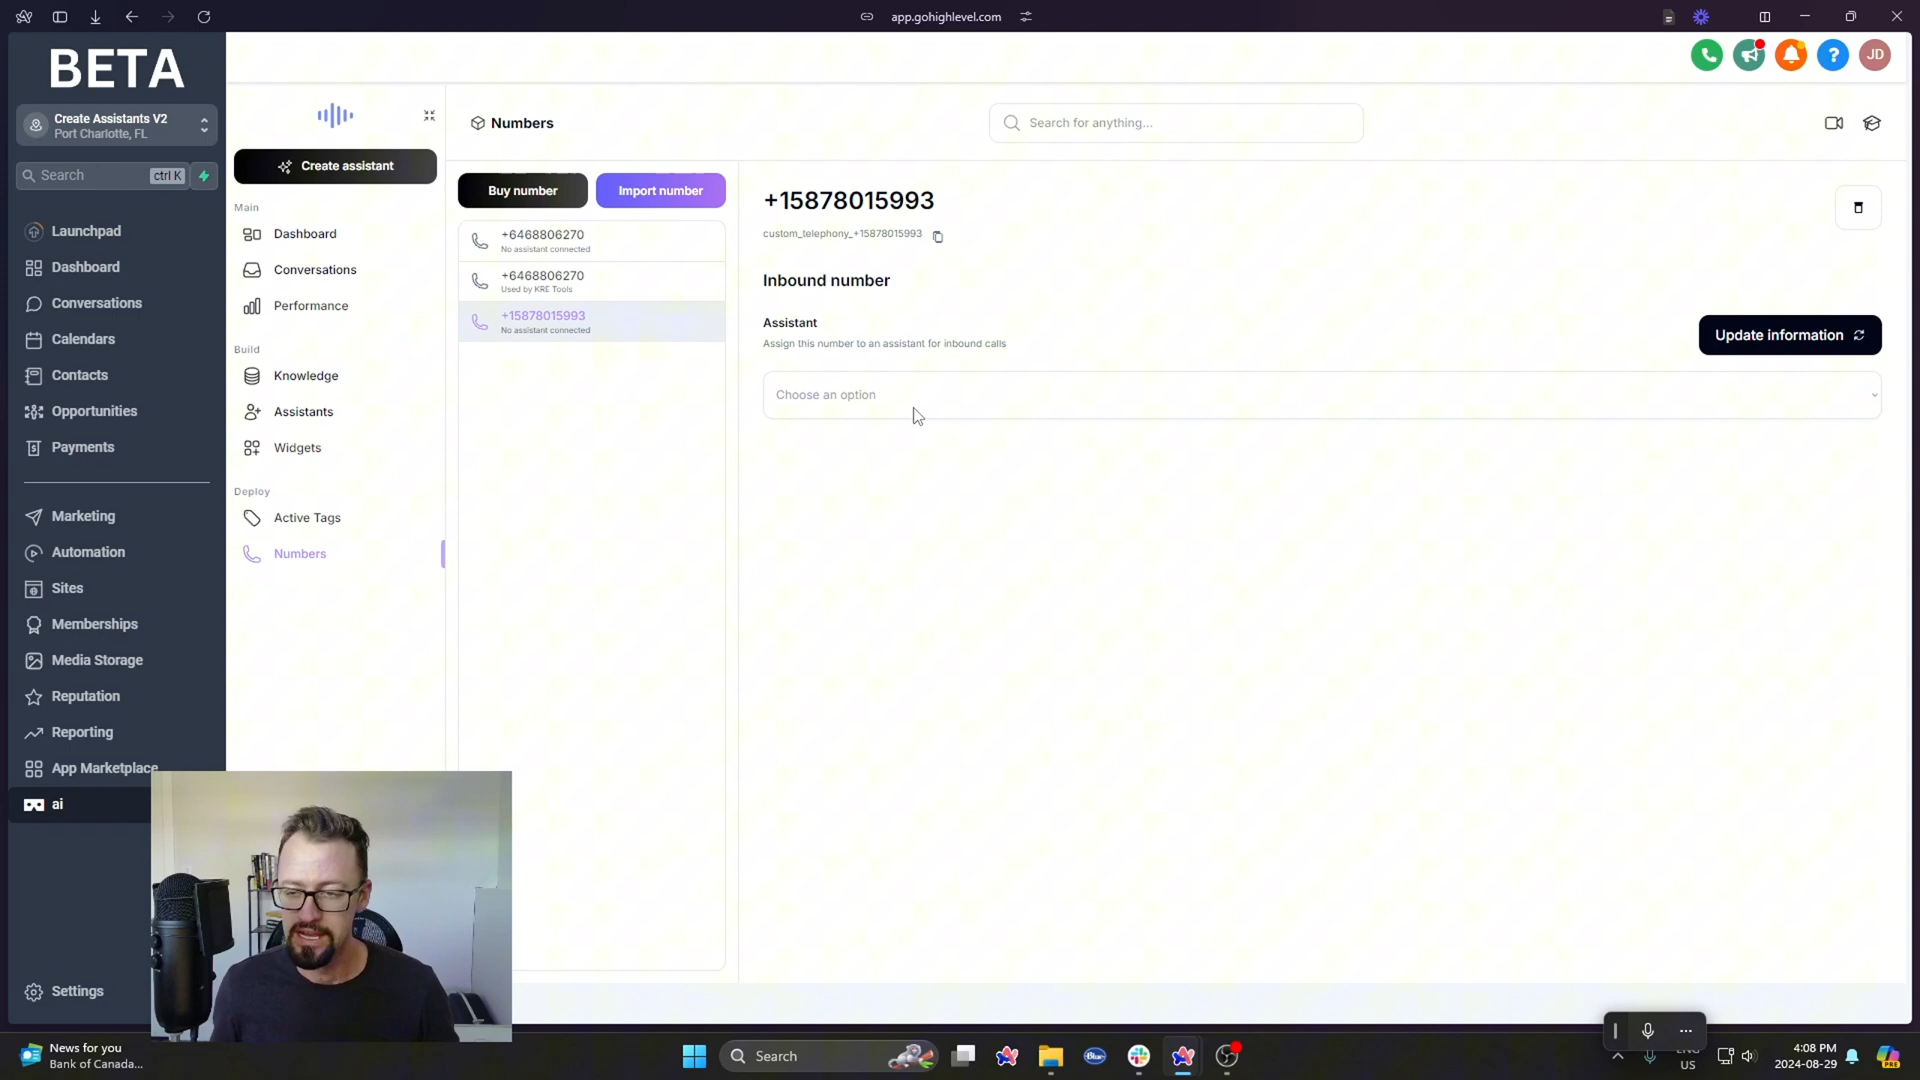 app.gohighlevel.com
BETA
Create Assistants V2
Port Charlotte, FL
Search
ctrl K
Launchpad
Dashboard
Conversations
Calendars
Contacts
Opportunities
Payments
Marketing
Automation
Sites
Memberships
Media Storage
Reputation
Reporting
App Marketplace
ai
Settings
Create assistant
Main
Dashboard
Conversations
Performance
Build
Knowledge
Assistants
Widgets
Deploy
Active Tags
Numbers
Numbers
Search for anything...
JD
Buy number
Import number
+6468806270
No assistant connected
+6468806270
Used by KRE Tools
+15878015993
No assistant connected
+15878015993
custom_telephony_+15878015993
Inbound number
Assistant
Assign this number to an assistant for inbound calls
Update information
Choose an option
News for you
Bank of Canada...
Search
ENG
US
4:08 PM
2024-08-29
PRE